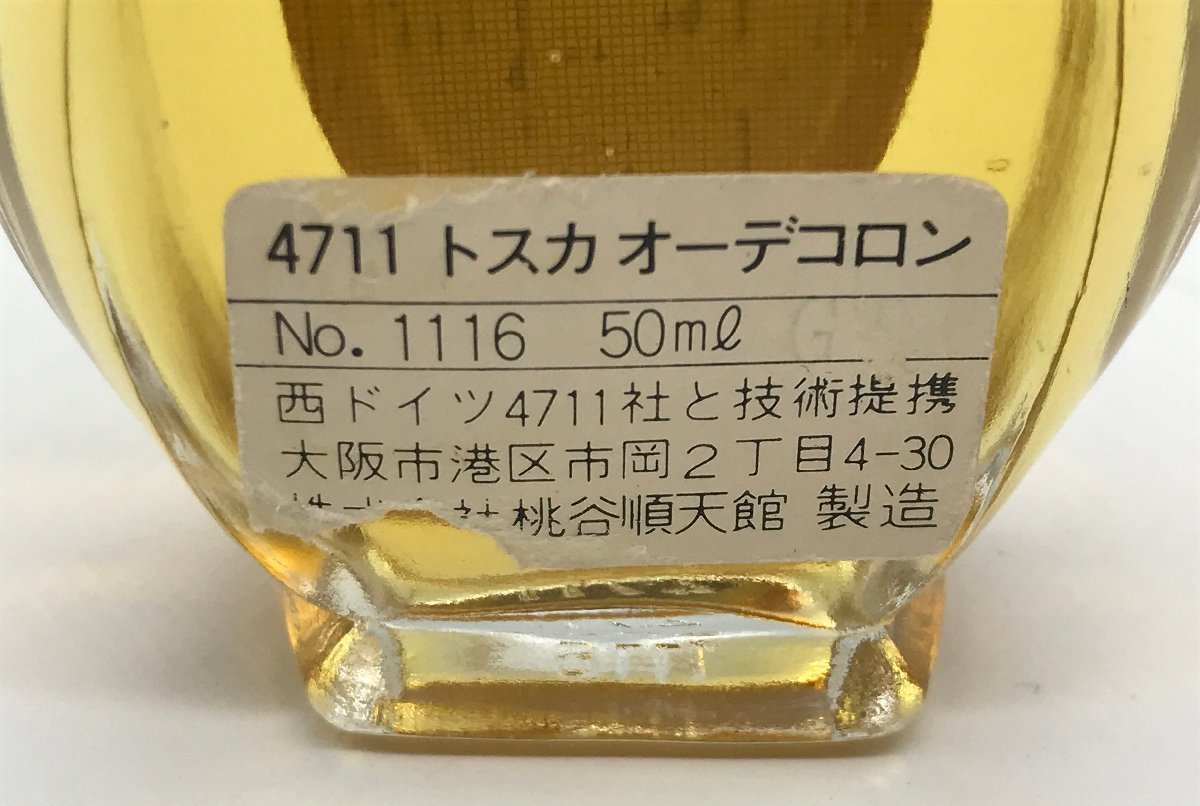 4711 トスカ オーデコロン
No. 1116 50mℓ
西ドイツ4711社と技術提携
大阪市港区市岡2丁目4-30
桃谷順天館 製造